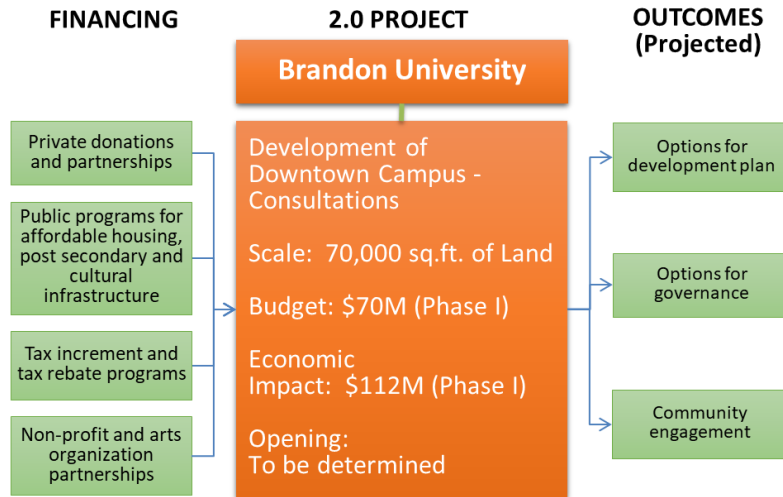 FINANCING
2.0 PROJECT
OUTCOMES
(Projected)
Brandon University
Private donations
and partnerships
Public programs for
affordable housing,
post secondary and
cultural
infrastructure
Tax increment and
tax rebate programs
Non-profit and arts
organization
partnerships
Development of
Downtown Campus -
Consultations
Scale:  70,000 sq.ft. of Land
Budget: $70M (Phase I)
Economic
Impact:  $112M (Phase I)
Opening:
To be determined
Options for
development plan
Options for
governance
Community
engagement